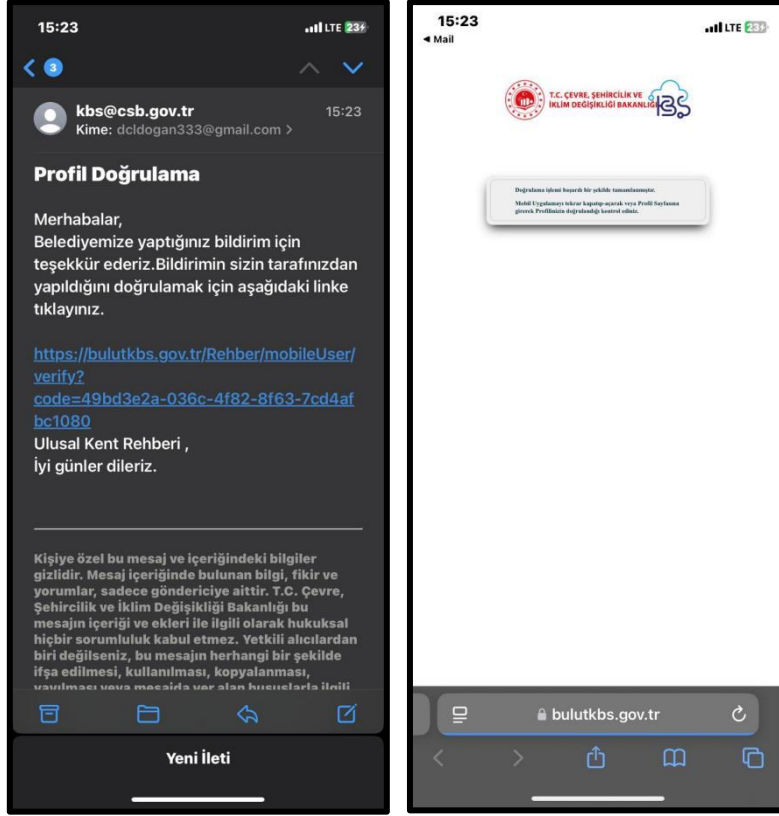 15:23
LTE 23
3
kbs@csb.gov.tr
15:23
Kime: dcldogan333@gmail.com >
Profil Doğrulama
Merhabalar,
Belediyemize yaptığınız bildirim için
teşekkür ederiz.Bildirimin sizin tarafınızdan
yapıldığını doğrulamak için aşağıdaki linke
tıklayınız.
https://bulutkbs.gov.tr/Rehber/mobileUser/
verify?
code=49bd3e2a-036c-4f82-8f63-7cd4af
bc1080
Ulusal Kent Rehberi ,
İyi günler dileriz.
Kişiye özel bu mesaj ve içeriğindeki bilgiler
gizlidir. Mesaj içeriğinde bulunan bilgi, fikir ve
yorumlar, sadece göndericiye aittir. T.C. Çevre,
Şehircilik ve İklim Değişikliği Bakanlığı bu
mesajın içeriği ve ekleri ile ilgili olarak hukuksal
hiçbir sorumluluk kabul etmez. Yetkili alıcılardan
biri değilseniz, bu mesajın herhangi bir şekilde
ifşa edilmesi, kullanılması, kopyalanması,
yayılması veya mesajda yer alan hususlarla ilgili
Yeni İleti
15:23
LTE 23
◄ Mail
T.C. ÇEVRE, ŞEHİRCİLİK VE
İKLİM DEĞİŞİKLİĞİ BAKANLIĞI
KBS
Doğrulama işlemi başarılı bir şekilde tamamlanmıştır.
Mobil Uygulamayı tekrar kapatıp-açarak veya Profil Sayfasına
girerek Profilinizin doğrulandığı kontrol ediniz.
bulutkbs.gov.tr